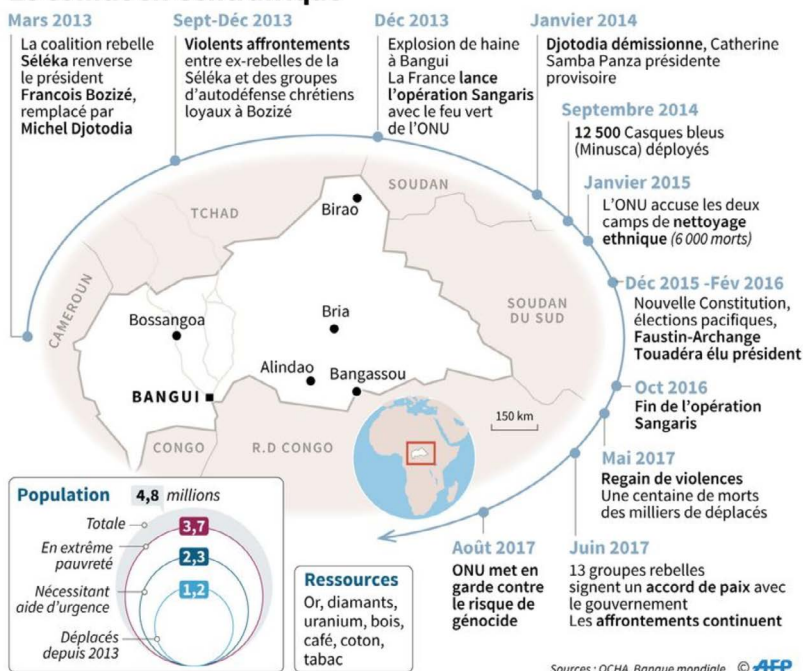 Mars 2013
La coalition rebelle
Séléka renverse
le président
Francois Bozizé,
remplacé par
Michel Djotodia
Sept-Déc 2013
Violents affrontements
entre ex-rebelles de la
Séléka et des groupes
d'autodéfense chrétiens
loyaux à Bozizé
Déc 2013
Explosion de haine
à Bangui
La France lance
l'opération Sangaris
avec le feu vert
de l'ONU
Janvier 2014
Djotodia démissionne, Catherine
Samba Panza présidente
provisoire
Septembre 2014
12 500 Casques bleus
(Minusca) déployés
Janvier 2015
L'ONU accuse les deux
camps de nettoyage
ethnique (6 000 morts)
Déc 2015 -Fév 2016
Nouvelle Constitution,
élections pacifiques,
Faustin-Archange
Touadéra élu président
Oct 2016
Fin de l'opération
Sangaris
Mai 2017
Regain de violences
Une centaine de morts
des milliers de déplacés
Juin 2017
13 groupes rebelles
signent un accord de paix avec
le gouvernement
Les affrontements continuent
Août 2017
ONU met en
garde contre
le risque de
génocide
SOUDAN
TCHAD
Birao
CAMEROUN
SOUDAN
DU SUD
Bossangoa
Bria
Alindao
Bangassou
BANGUI
150 km
CONGO
R.D CONGO
Population
4,8 millions
Totale
3,7
En extrême
pauvreté
2,3
Nécessitant
aide d'urgence
1,2
Déplacés
depuis 2013
Ressources
Or, diamants,
uranium, bois,
café, coton,
tabac
Sources : OCHA, Banque mondiale
© AFP